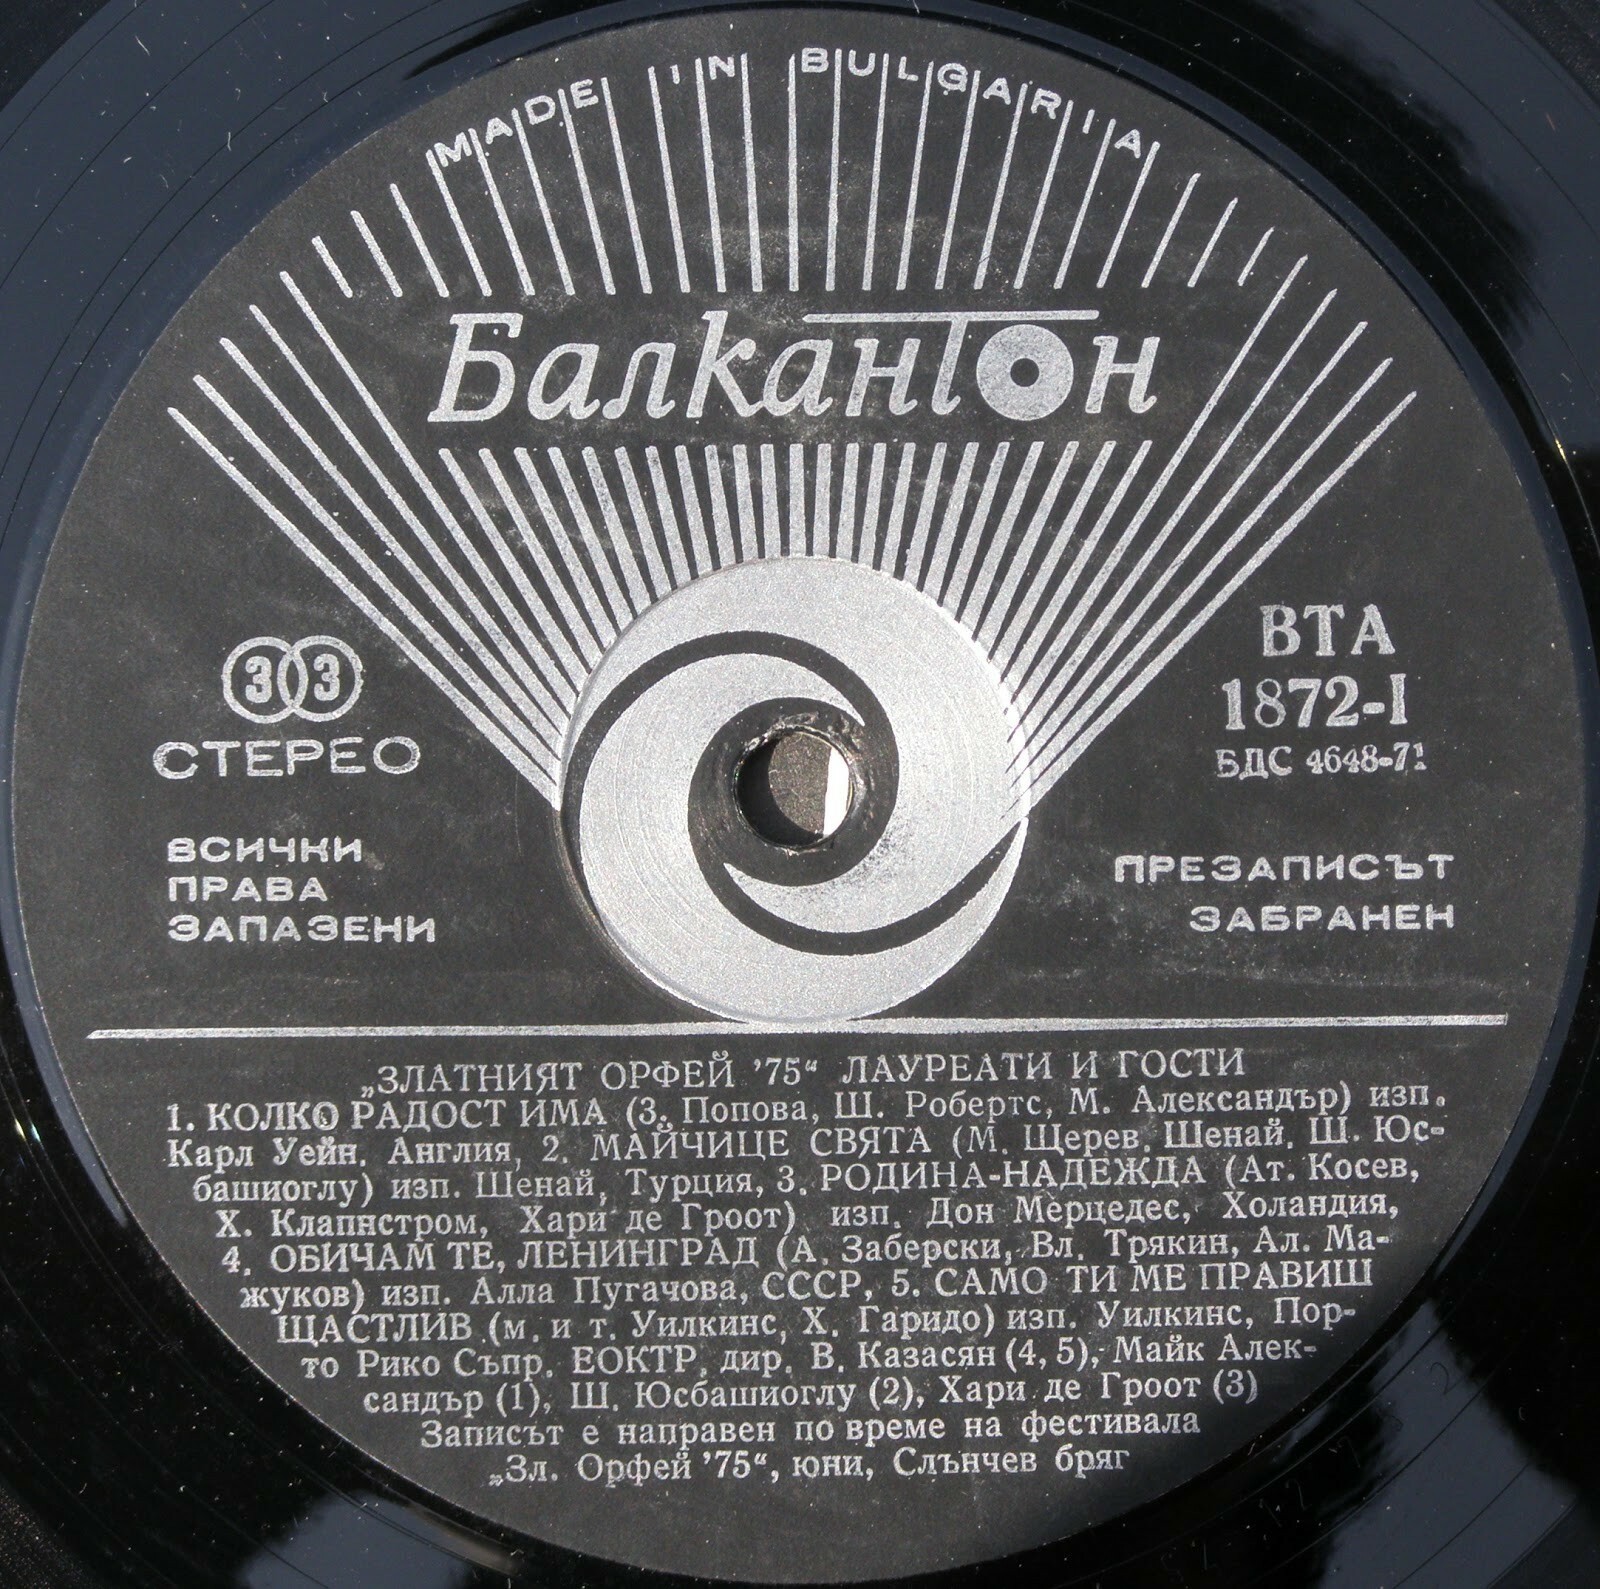 MADE IN BULGARIA
Балкантон
33
СТЕРЕО
ВТА
1872-I
БДС 4648-71
ВСИЧКИ
ПРАВА
ЗАПАЗЕНИ
ПРЕЗАПИСЪТ
ЗАБРАНЕН
„ЗЛАТНИЯТ ОРФЕЙ '75“ ЛАУРЕАТИ И ГОСТИ
1. КОЛКО РАДОСТ ИМА (З. Попова, Ш. Робертс, М. Александър) изп.
Карл Уейн, Англия, 2. МАЙЧИЦЕ СВЯТА (М. Щерев, Шенай, Ш. Юс-
башиоглу) изп. Шенай, Турция, 3. РОДИНА-НАДЕЖДА (Ат. Косев,
Х. Клапнстром, Хари де Гроот) изп. Дон Мерцедес, Холандия,
4. ОБИЧАМ ТЕ, ЛЕНИНГРАД (А. Заберски, Вл. Трякин, Ал. Ма-
жуков) изп. Алла Пугачова, СССР, 5. САМО ТИ МЕ ПРАВИШ
ЩАСТЛИВ (м. и т. Уилкинс, Х. Гаридо) изп. Уилкинс, Пор-
то Рико Съпр. ЕОКТР, дир. В. Казасян (4, 5), Майк Алек-
сандър (1), Ш. Юсбашиоглу (2), Хари де Гроот (3)
Записът е направен по време на фестивала
„Зл. Орфей '75“, юни, Слънчев бряг